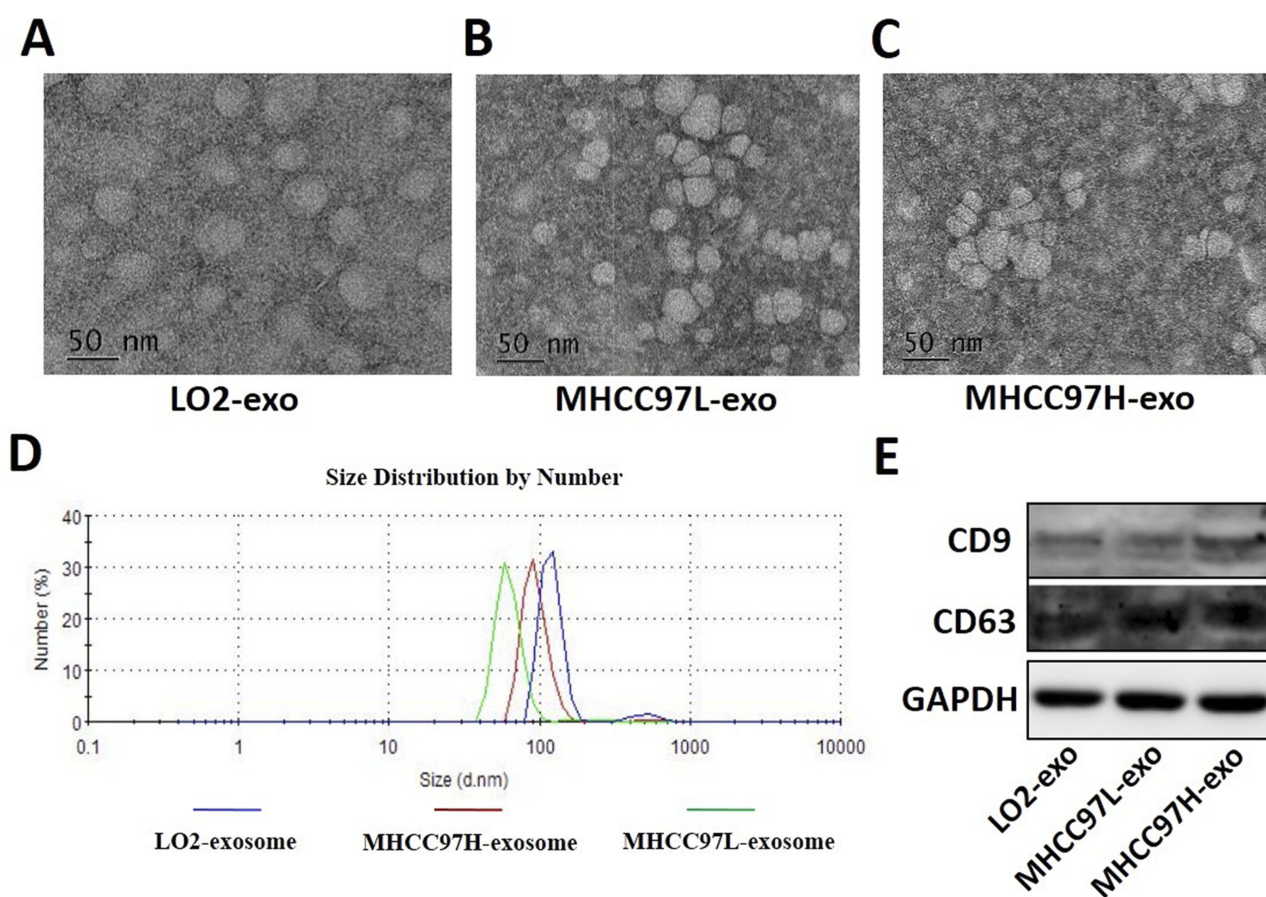 A
B
C
50 nm
50 nm
50 nm
LO2-exo
MHCC97L-exo
MHCC97H-exo
D
Size Distribution by Number
40
30
20
10
0
Number (%)
0.1
1
10
100
1000
10000
Size (d.nm)
LO2-exosome
MHCC97H-exosome
MHCC97L-exosome
E
CD9
CD63
GAPDH
LO2-exo
MHCC97L-exo
MHCC97H-exo